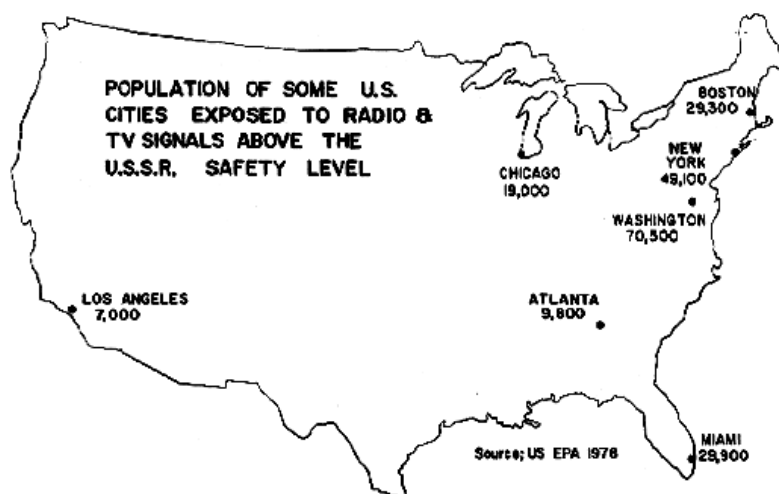 POPULATION OF SOME U.S.
CITIES EXPOSED TO RADIO &
TV SIGNALS ABOVE THE
U.S.S.R. SAFETY LEVEL
BOSTON
29,300
NEW
YORK
49,100
CHICAGO
19,000
WASHINGTON
70,500
LOS ANGELES
7,000
ATLANTA
9,800
MIAMI
29,900
Source; US EPA 1978